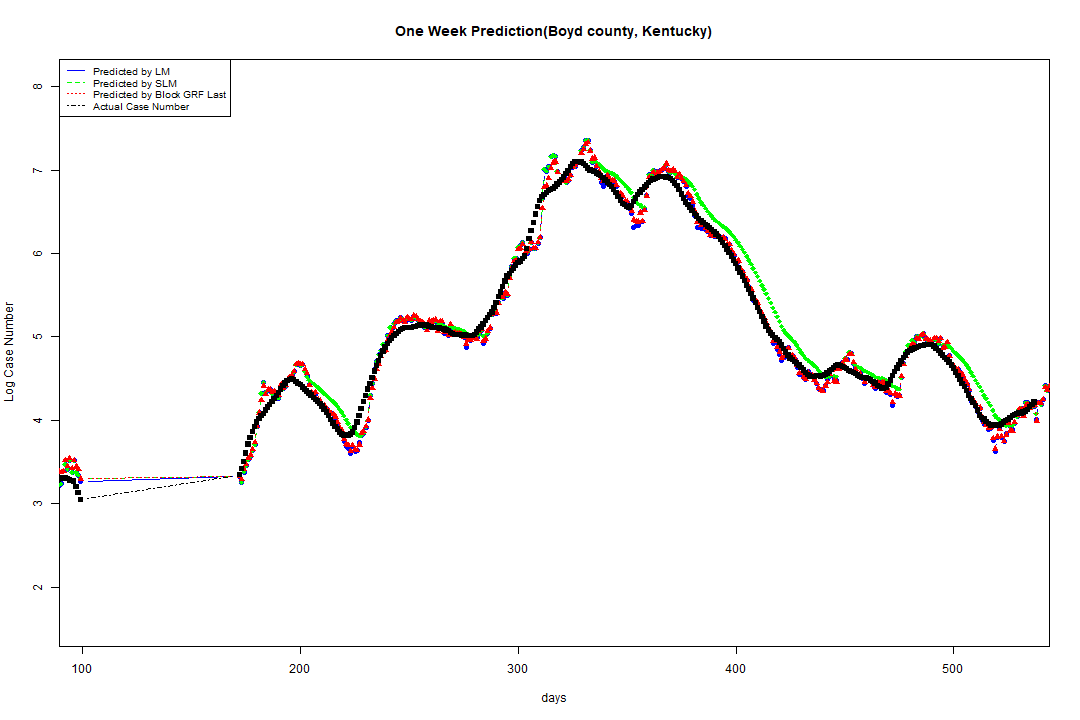 One Week Prediction(Boyd county, Kentucky)
Predicted by LM
Predicted by SLM
Predicted by Block GRF Last
Actual Case Number
Log Case Number
8
7
6
5
4
3
2
100 200 300 400 500
days